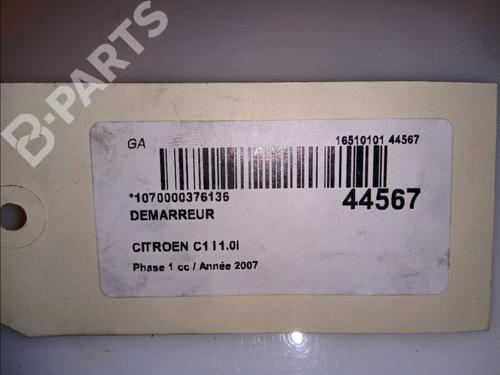 B-PARTS
GA
16510101 44567
*1070000376136
44567
DEMARREUR
CITROEN C1 I 1.0i
Phase 1 cc / Année 2007